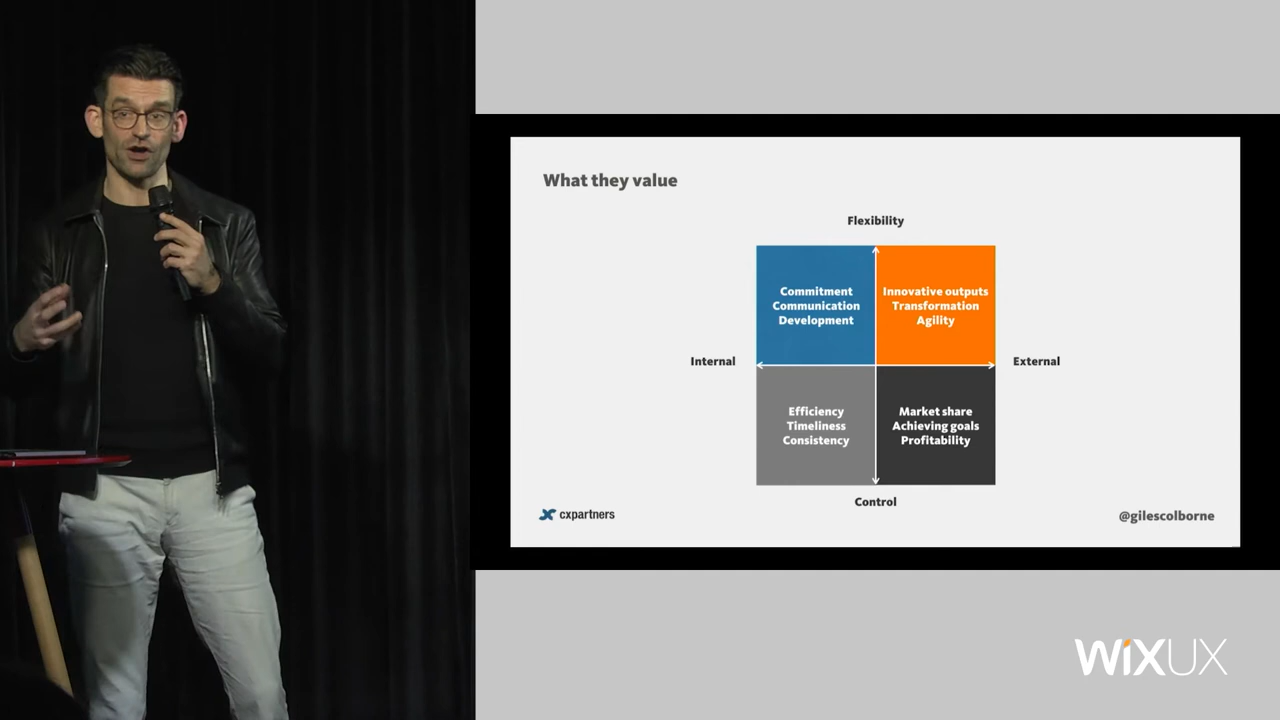 What they value
Flexibility
Commitment
Communication
Development
Innovative outputs
Transformation
Agility
Internal
External
Efficiency
Timeliness
Consistency
Market share
Achieving goals
Profitability
Control
cxpartners
@gilescolborne
WiXUX